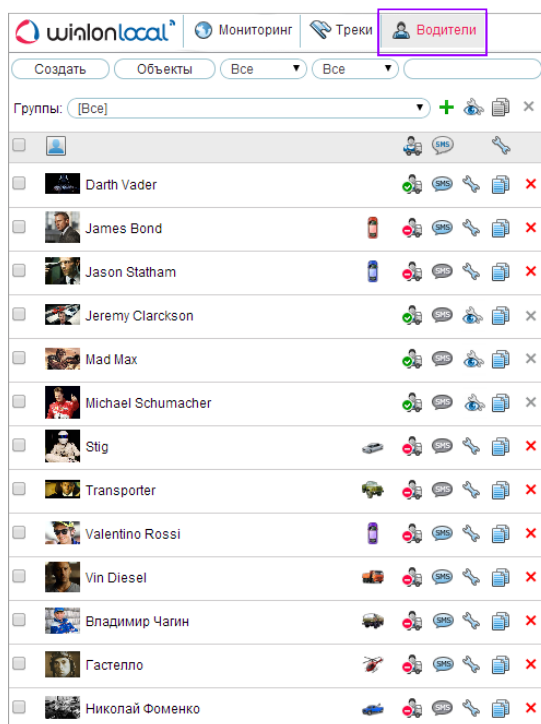 wialon local Мониторинг Треки Водители
Создать Объекты Все Все
Группы: [Все]
SMS
Darth Vader SMS
James Bond SMS
Jason Statham SMS
Jeremy Clarckson SMS
Mad Max SMS
Michael Schumacher SMS
Stig SMS
Transporter SMS
Valentino Rossi SMS
Vin Diesel SMS
Владимир Чагин SMS
Гастелло SMS
Николай Фоменко SMS